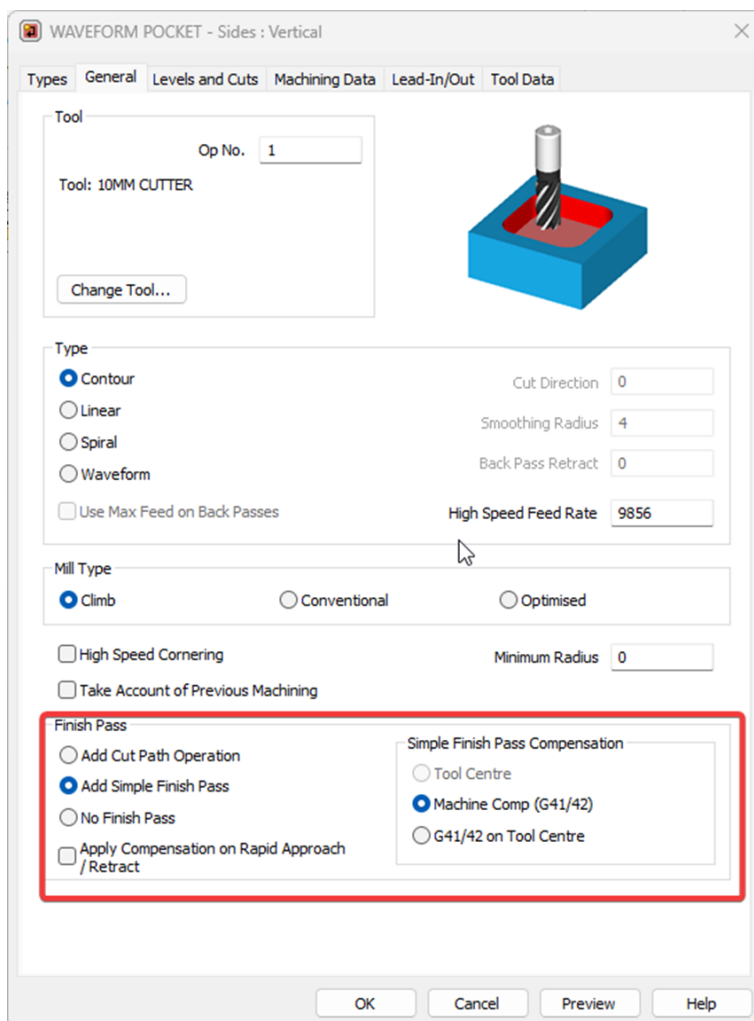 WAVEFORM POCKET - Sides : Vertical
Types General Levels and Cuts Machining Data Lead-In/Out Tool Data
Tool
Op No. 1
Tool: 10MM CUTTER
Change Tool...
Type
Contour
Cut Direction 0
Linear
Smoothing Radius 4
Spiral
Back Pass Retract 0
Waveform
Use Max Feed on Back Passes
High Speed Feed Rate 9856
Mill Type
Climb Conventional Optimised
High Speed Cornering
Minimum Radius 0
Take Account of Previous Machining
Finish Pass
Add Cut Path Operation
Add Simple Finish Pass
No Finish Pass
Apply Compensation on Rapid Approach
/ Retract
Simple Finish Pass Compensation
Tool Centre
Machine Comp (G41/42)
G41/42 on Tool Centre
OK Cancel Preview Help